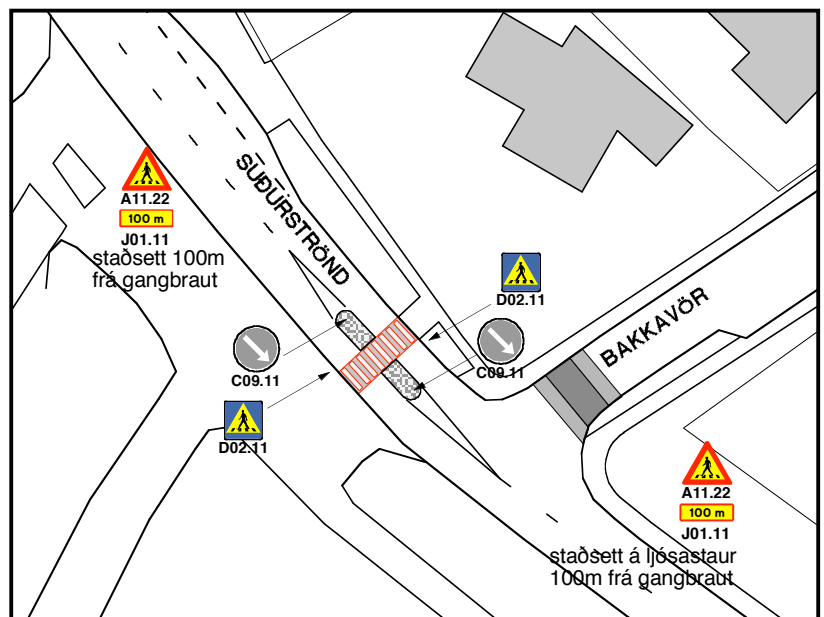 A11.22
100 m
J01.11
staðsett 100m
frá gangbraut
SUÐURSTRÖND
D02.11
BAKKAVÖR
C09.11
C09.11
D02.11
A11.22
100 m
J01.11
staðsett á ljósastaur
100m frá gangbraut